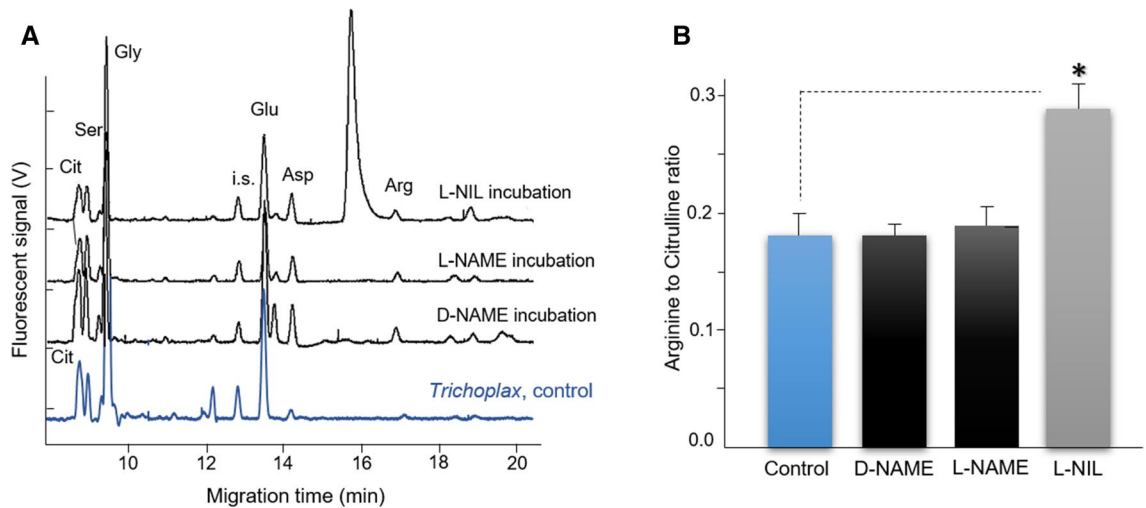 A
Fluorescent signal (V)
Cit
Ser
Gly
i.s.
Glu
Asp
Arg
L-NIL incubation
L-NAME incubation
D-NAME incubation
Cit
Trichoplax, control
10 12 14 16 18 20
Migration time (min)
B
Arginine to Citrulline ratio
0.3
0.2
0.1
0.0
*
Control D-NAME L-NAME L-NIL